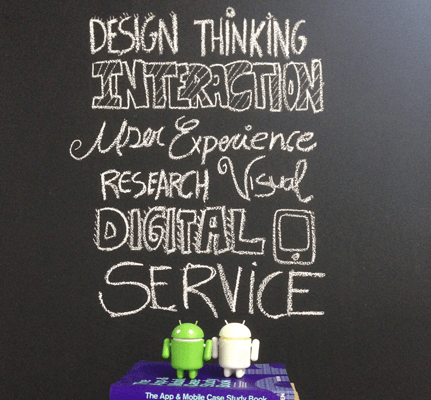 DESIGN THINKING
INTERACTION
User Experience
RESEARCH Visual
DIGITAL
SERVICE
The App & Mobile Case Study Book